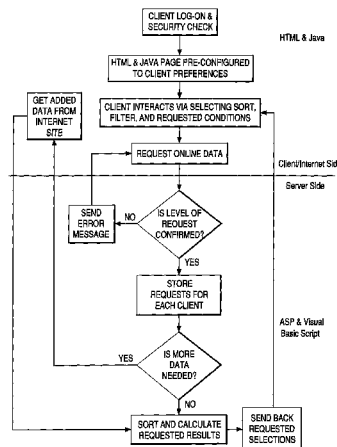 CLIENT LOG-ON &
SECURITY CHECK
HTML & Java
HTML & JAVA PAGE PRE-CONFIGURED
TO CLIENT PREFERENCES
GET ADDED
DATA FROM
INTERNET
SITE
CLIENT INTERACTS VIA SELECTING SORT,
FILTER, AND REQUESTED CONDITIONS
REQUEST ONLINE DATA
Client/Internet Sid
Server Side
SEND
ERROR
MESSAGE
NO
IS LEVEL OF
REQUEST
CONFIRMED?
YES
STORE
REQUESTS FOR
EACH CLIENT
ASP & Visual
Basic Script
YES
IS MORE
DATA
NEEDED?
NO
SORT AND CALCULATE
REQUESTED RESULTS
SEND BACK
REQUESTED
SELECTIONS